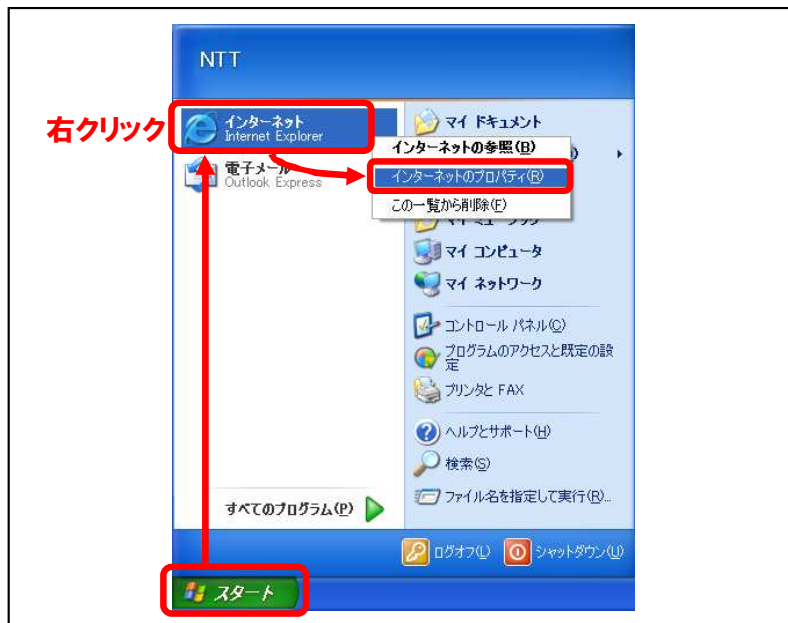 NTT
右クリック
インターネット
Internet Explorer
電子メール
Outlook Express
マイ ドキュメント
インターネットの参照(B)
インターネットのプロパティ(R)
この一覧から削除(F)
マイ ミュージック
マイ コンピュータ
マイ ネットワーク
コントロール パネル(C)
プログラムのアクセスと既定の設
定
プリンタと FAX
ヘルプとサポート(H)
検索(S)
ファイル名を指定して実行(R)...
すべてのプログラム(P)
ログオフ(L)
シャットダウン(U)
スタート